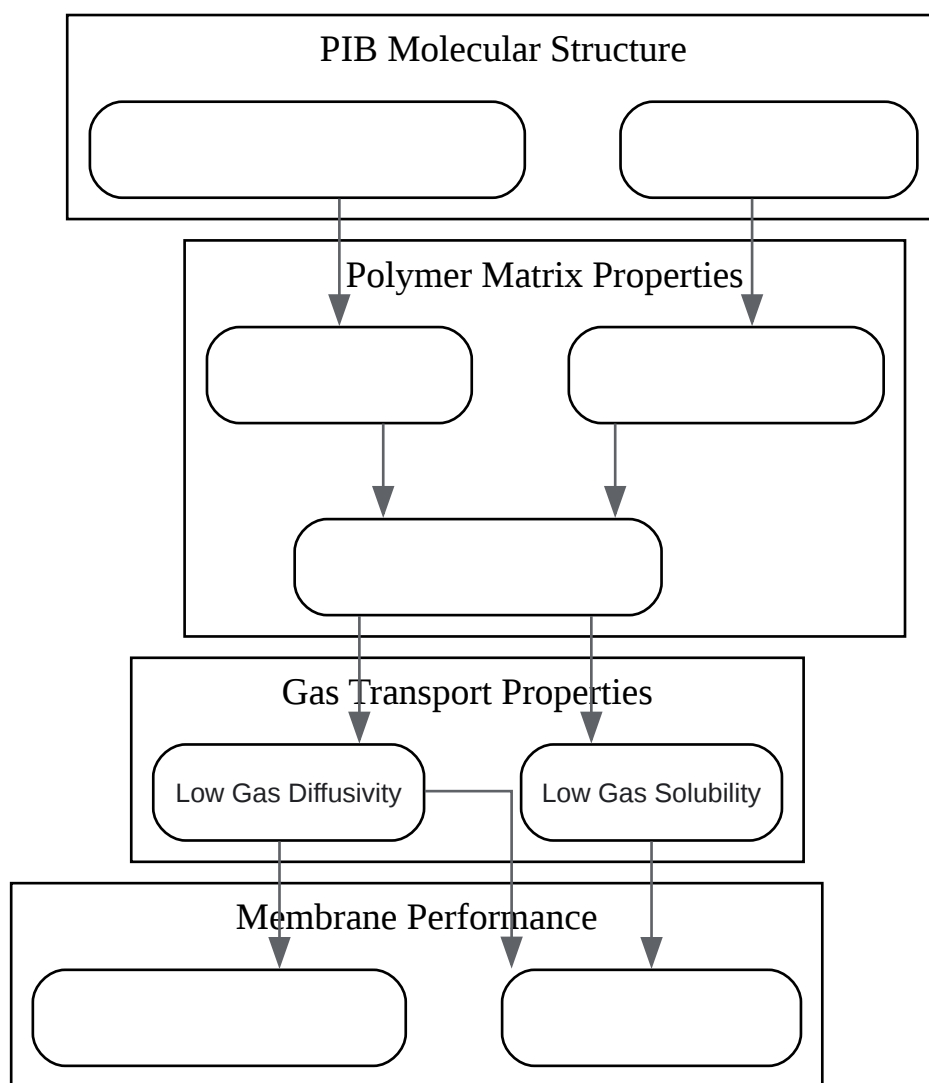 PIB Molecular Structure
Polymer Matrix Properties
Gas Transport Properties
Low Gas Diffusivity
Low Gas Solubility
Membrane Performance